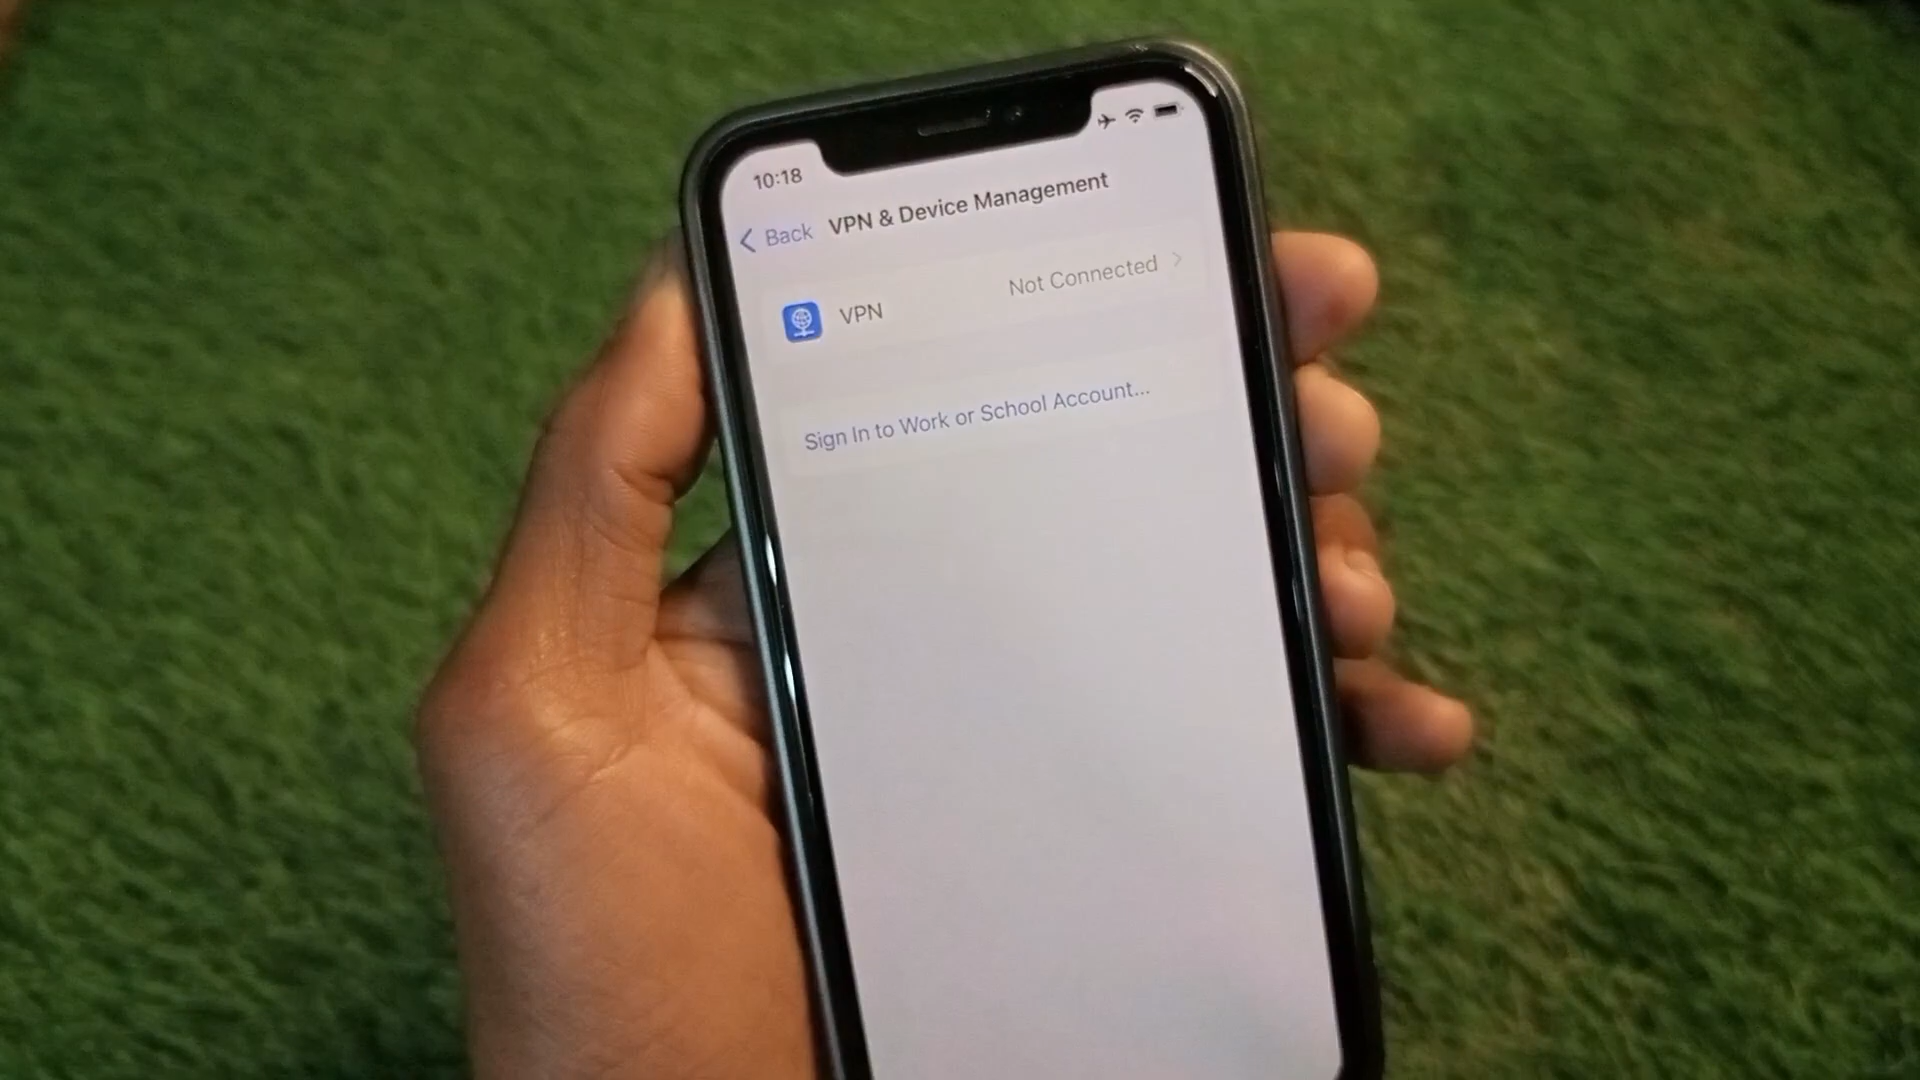 10:18
Back VPN & Device Management
VPN Not Connected
Sign In to Work or School Account...